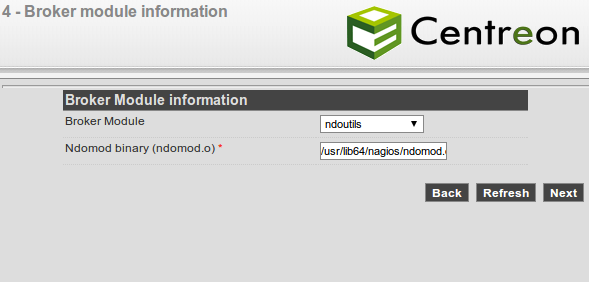 4 - Broker module information
Centreon
Broker Module information
Broker Module ndoutils
Ndomod binary (ndomod.o) * /usr/lib64/nagios/ndomod.
Back Refresh Next